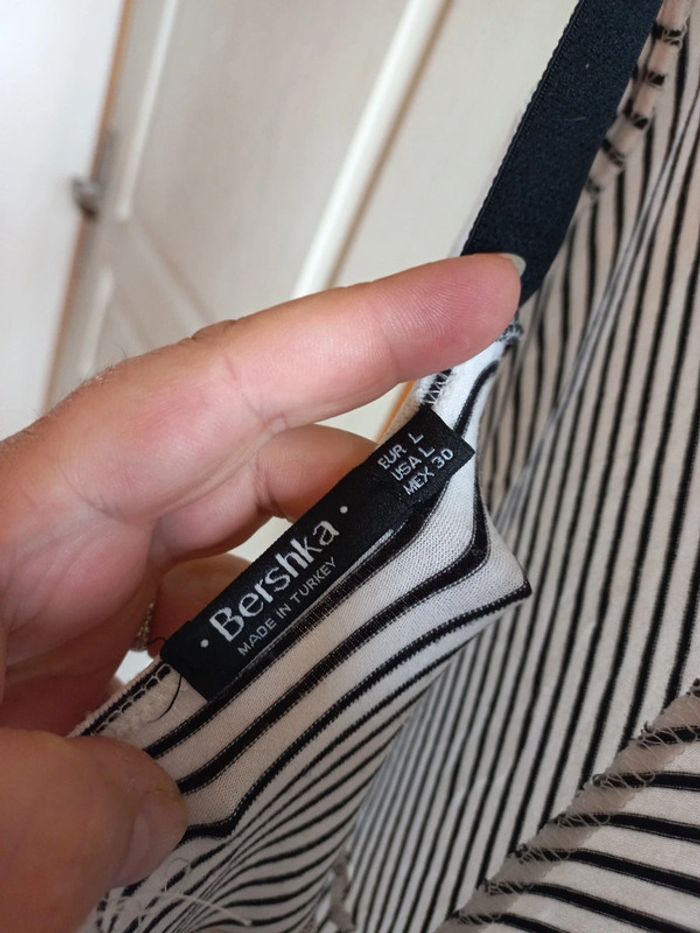 • Bershka •
MADE IN TURKEY
EUR L
USA L
MEX 30